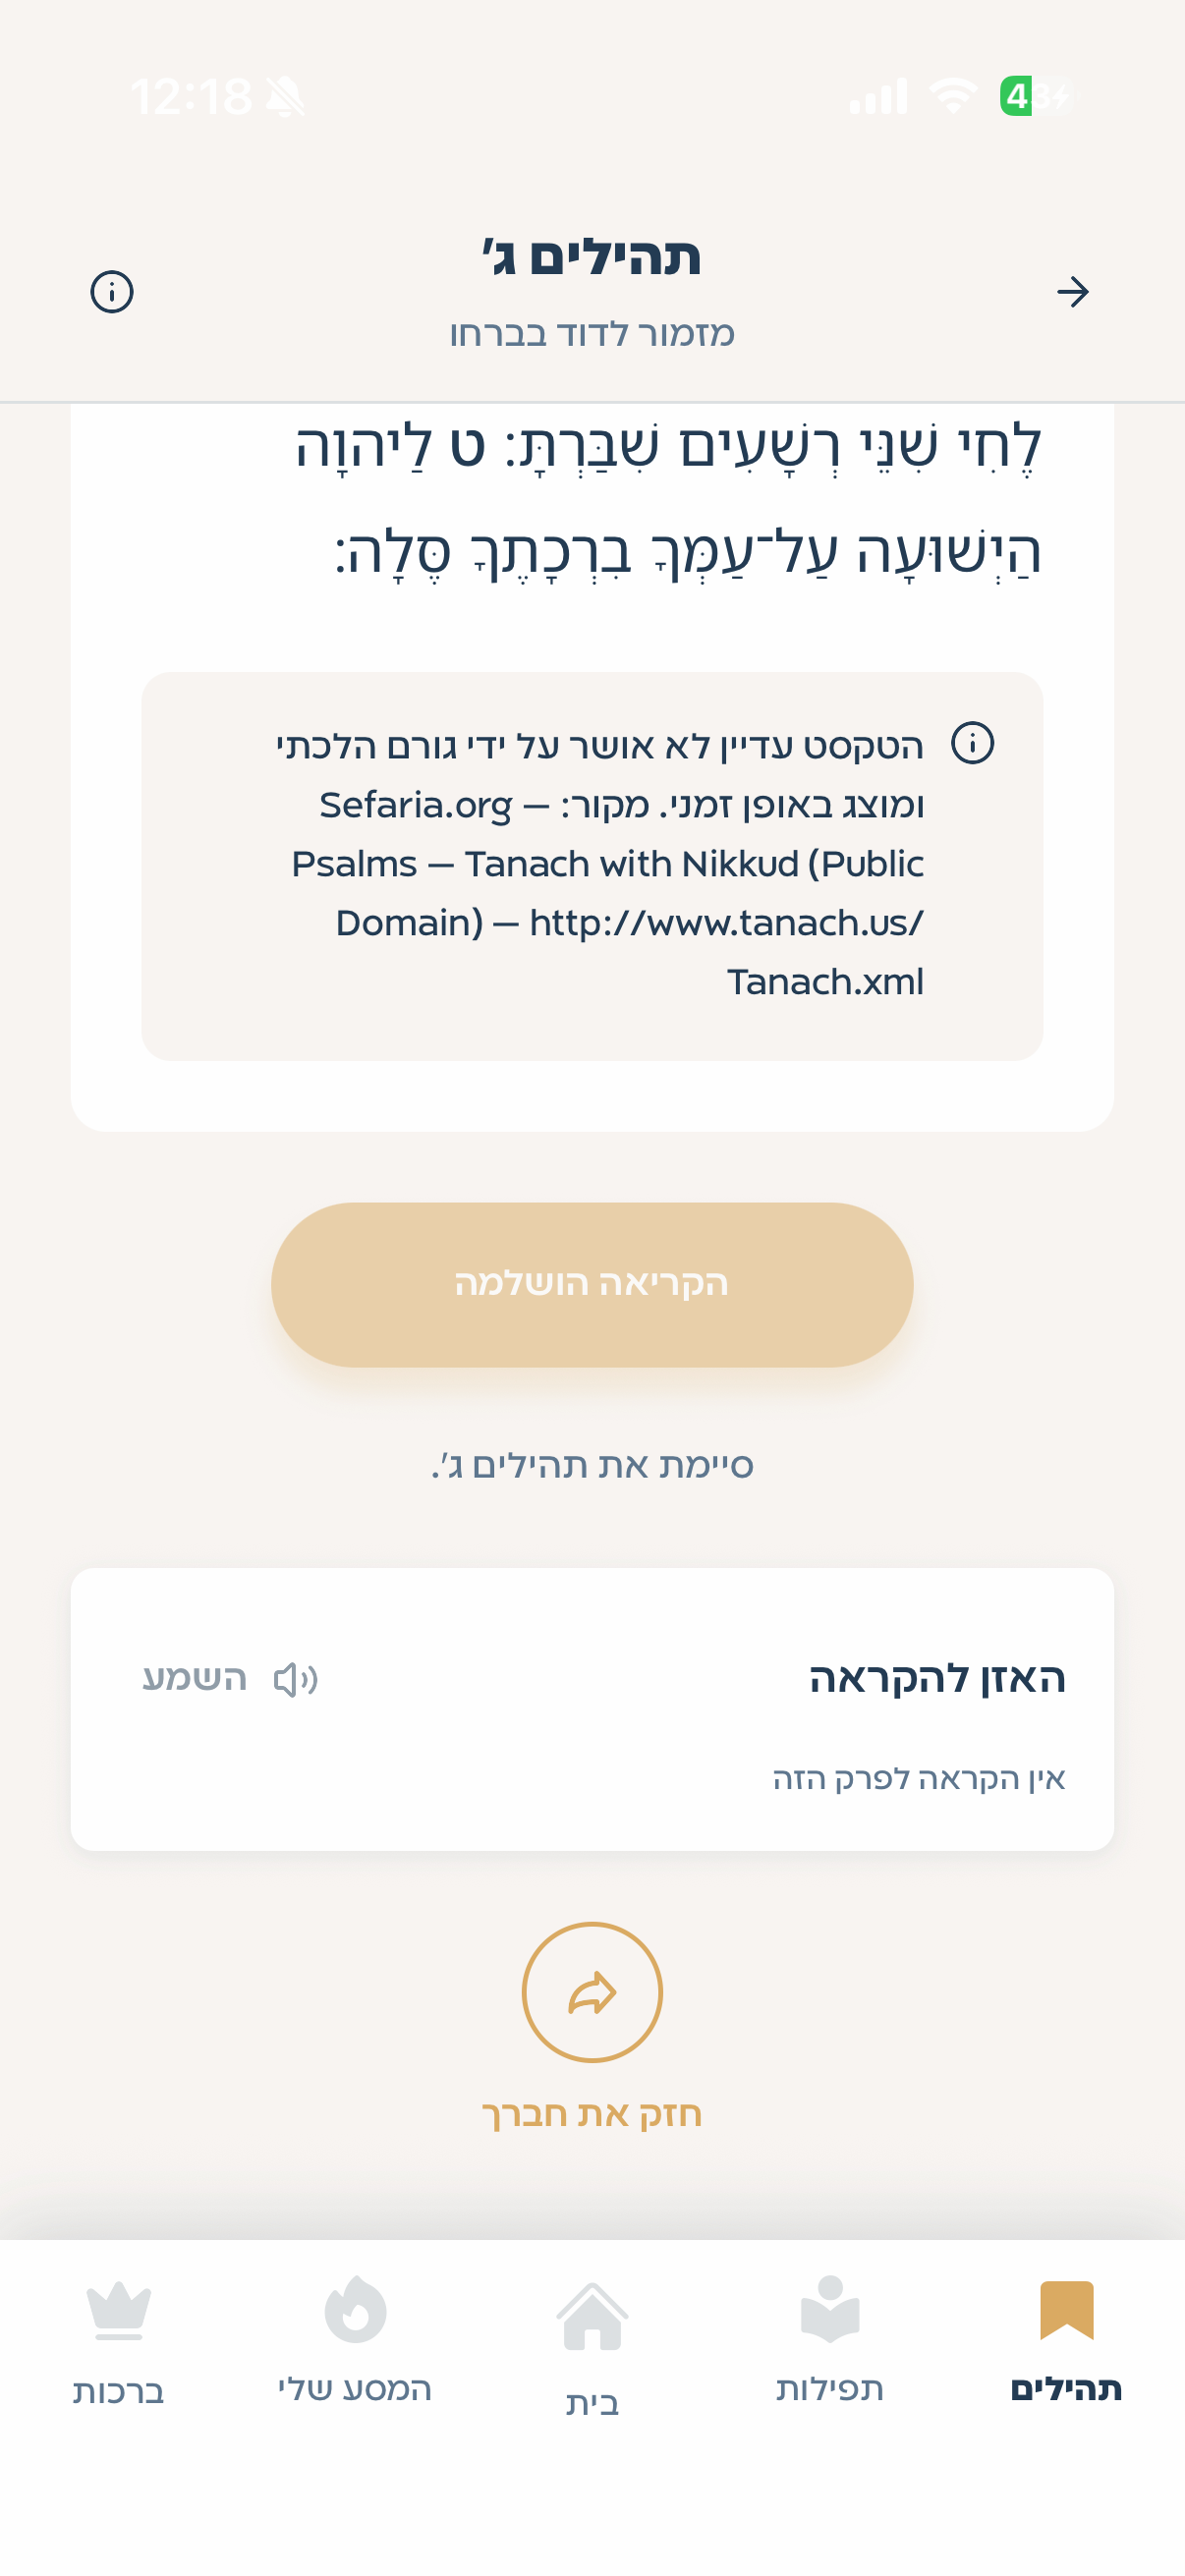 12:18
43
תהילים ג׳
מזמור לדוד בברחו
לֶחִי שִׁנֵּי רְשָׁעִים שִׁבַּרְתָּ: ט לַיהוָה
הַיְשׁוּעָה עַל־עַמְּךָ בִרְכָתֶךָ סֶּלָה:
הטקסט עדיין לא אושר על ידי גורם הלכתי
ומוצג באופן זמני. מקור: Sefaria.org —
Psalms — Tanach with Nikkud (Public
Domain) — http://www.tanach.us/
Tanach.xml
הקריאה הושלמה
סיימת את תהילים ג׳.
האזן להקראה
השמע
אין הקראה לפרק הזה
חזק את חברך
תהילים
תפילות
בית
המסע שלי
ברכות